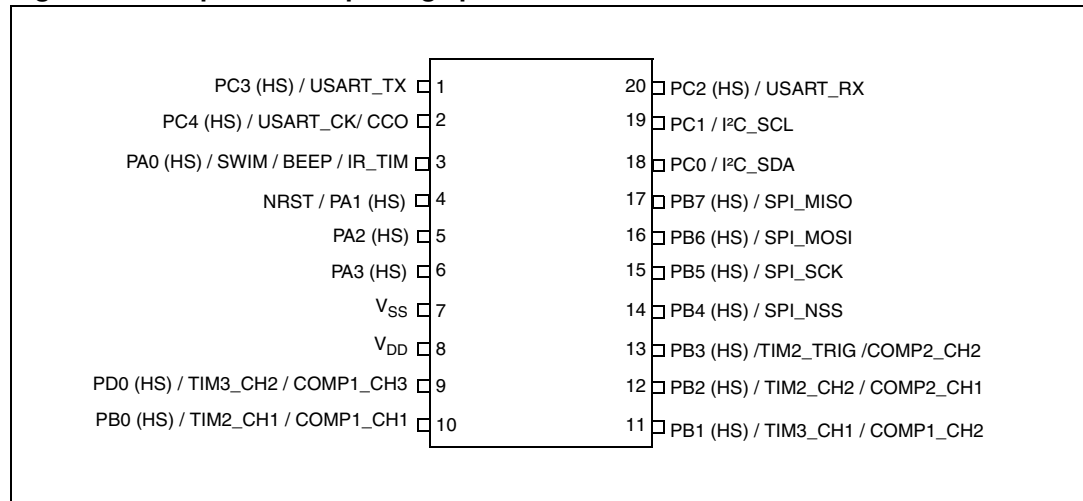 PC3 (HS) / USART_TX 1
PC4 (HS) / USART_CK/ CCO 2
PA0 (HS) / SWIM / BEEP / IR_TIM 3
NRST / PA1 (HS) 4
PA2 (HS) 5
PA3 (HS) 6
VSS 7
VDD 8
PD0 (HS) / TIM3_CH2 / COMP1_CH3 9
PB0 (HS) / TIM2_CH1 / COMP1_CH1 10
20 PC2 (HS) / USART_RX
19 PC1 / I²C_SCL
18 PC0 / I²C_SDA
17 PB7 (HS) / SPI_MISO
16 PB6 (HS) / SPI_MOSI
15 PB5 (HS) / SPI_SCK
14 PB4 (HS) / SPI_NSS
13 PB3 (HS) /TIM2_TRIG /COMP2_CH2
12 PB2 (HS) / TIM2_CH2 / COMP2_CH1
11 PB1 (HS) / TIM3_CH1 / COMP1_CH2